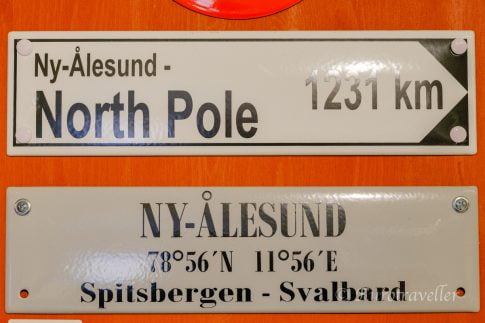 Ny-Ålesund -
North Pole
1231 km
NY-ÅLESUND
78°56´N 11°56´E
Spitsbergen - Svalbard